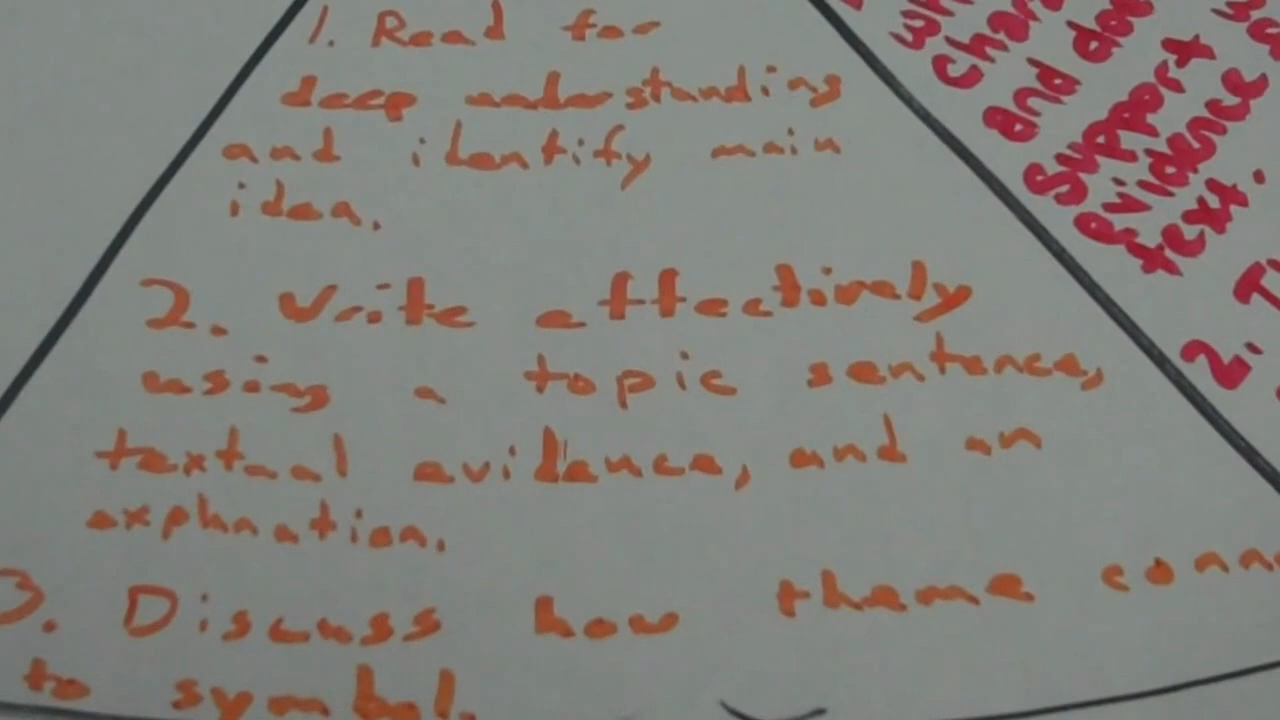 1. Read for
deep understanding
and identify main
idea.
2. Write effectively
using a topic sentence,
textual evidence, and an
explanation.
3. Discuss how theme
to symbol.
and
support
evidence
text.
2.